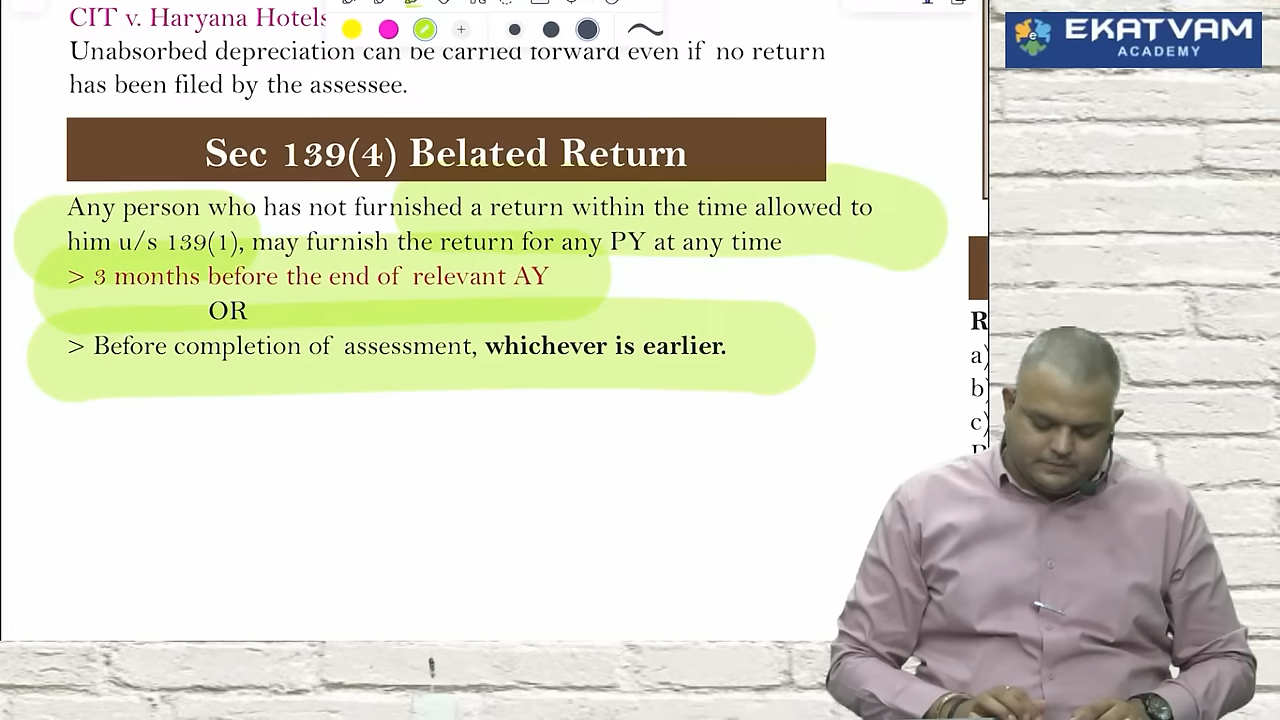 CIT v. Haryana Hotels
Unabsorbed depreciation can be carried forward even if no return
has been filed by the assessee.
Sec 139(4) Belated Return
Any person who has not furnished a return within the time allowed to
him u/s 139(1), may furnish the return for any PY at any time
> 3 months before the end of relevant AY
OR
> Before completion of assessment, whichever is earlier.
EKATVAM
ACADEMY
R
a)
b)
c)